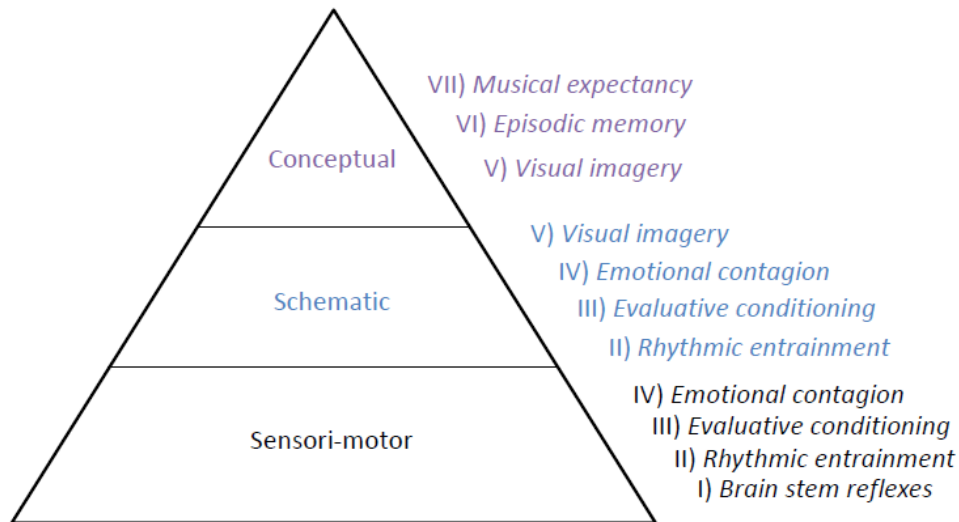 VII) Musical expectancy
VI) Episodic memory
Conceptual
V) Visual imagery
V) Visual imagery
IV) Emotional contagion
Schematic
III) Evaluative conditioning
II) Rhythmic entrainment
IV) Emotional contagion
III) Evaluative conditioning
Sensori-motor
II) Rhythmic entrainment
I) Brain stem reflexes